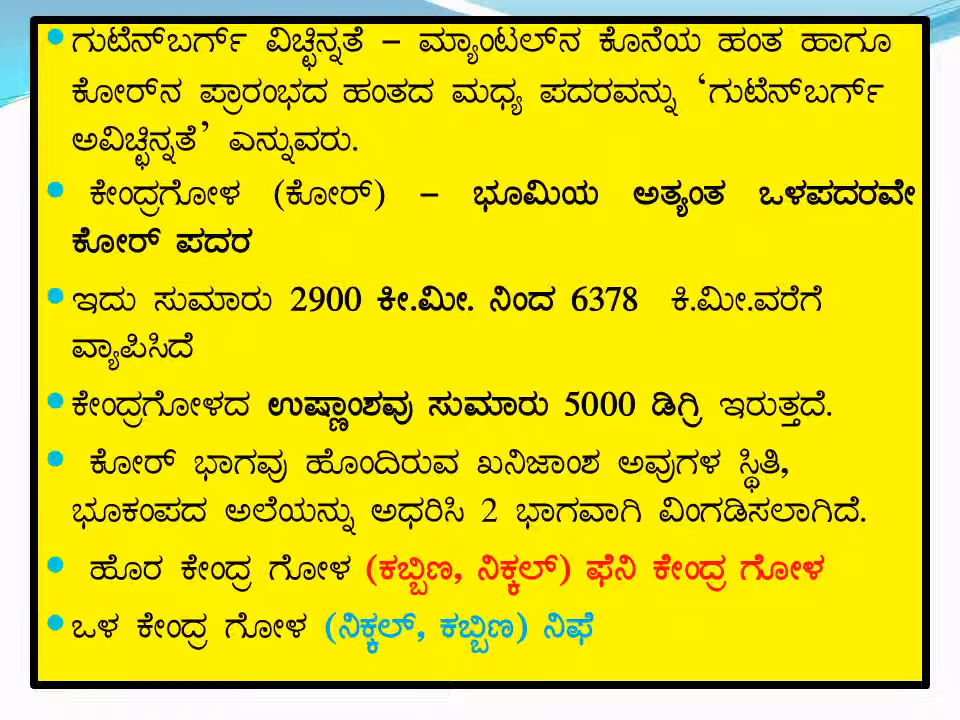 ಗುಟೆನ್‌ಬರ್ಗ್ ವಿಚ್ಛಿನ್ನತೆ – ಮ್ಯಾಂಟಲ್‌ನ ಕೊನೆಯ ಹಂತ ಹಾಗೂ
ಕೋರ್‌ನ ಪ್ರಾರಂಭದ ಹಂತದ ಮಧ್ಯ ಪದರವನ್ನು ‘ಗುಟೆನ್‌ಬರ್ಗ್
ಅವಿಚ್ಛಿನ್ನತೆ’ ಎನ್ನುವರು.
ಕೇಂದ್ರಗೋಳ (ಕೋರ್) – ಭೂಮಿಯ ಅತ್ಯಂತ ಒಳಪದರವೇ
ಕೋರ್ ಪದರ
ಇದು ಸುಮಾರು 2900 ಕೀ.ಮೀ. ನಿಂದ 6378 ಕಿ.ಮೀ.ವರೆಗೆ
ವ್ಯಾಪಿಸಿದೆ
ಕೇಂದ್ರಗೋಳದ ಉಷ್ಣಾಂಶವು ಸುಮಾರು 5000 ಡಿಗ್ರಿ ಇರುತ್ತದೆ.
ಕೋರ್ ಭಾಗವು ಹೊಂದಿರುವ ಖನಿಜಾಂಶ ಅವುಗಳ ಸ್ಥಿತಿ,
ಭೂಕಂಪದ ಅಲೆಯನ್ನು ಅಧರಿಸಿ 2 ಭಾಗವಾಗಿ ವಿಂಗಡಿಸಲಾಗಿದೆ.
ಹೊರ ಕೇಂದ್ರ ಗೋಳ (ಕಬ್ಬಿಣ, ನಿಕ್ಕಲ್) ಫೆನಿ ಕೇಂದ್ರ ಗೋಳ
ಒಳ ಕೇಂದ್ರ ಗೋಳ (ನಿಕ್ಕಲ್, ಕಬ್ಬಿಣ) ನಿಫೆ